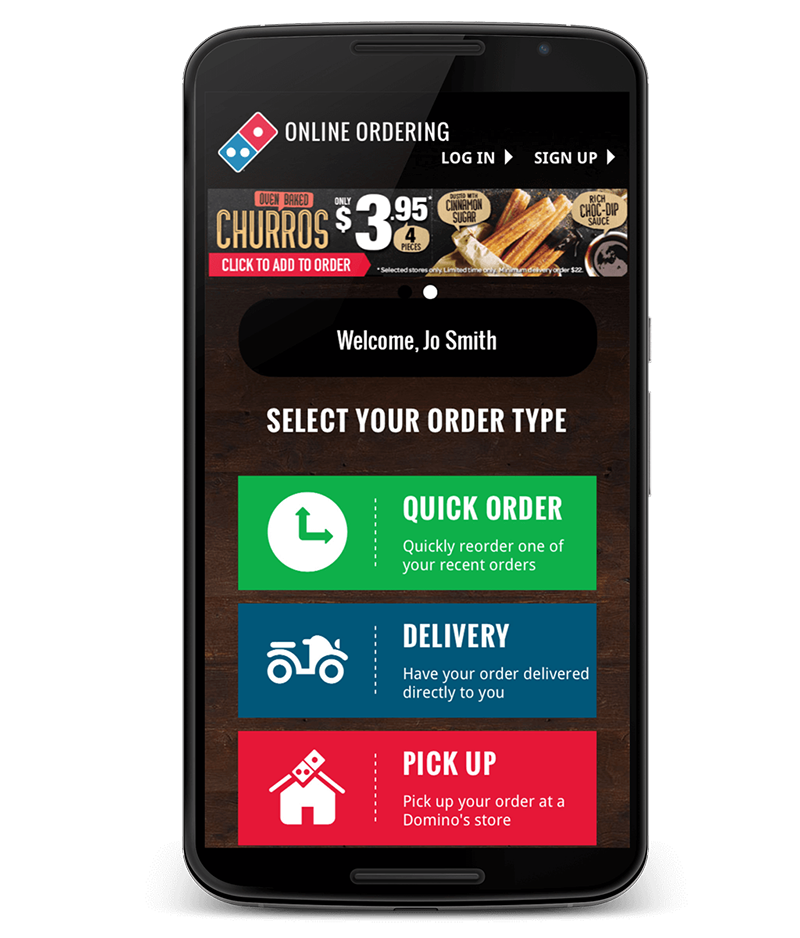 ONLINE ORDERING
LOG IN
SIGN UP
OVEN BAKED
CHURROS
ONLY
$3.95*
4
PIECES
DUSTED WITH
CINNAMON
SUGAR
RICH
CHOC-DIP
SAUCE
CLICK TO ADD TO ORDER
*Selected stores only. Limited time only. Minimum delivery order $22.
Welcome, Jo Smith
SELECT YOUR ORDER TYPE
QUICK ORDER
Quickly reorder one of
your recent orders
DELIVERY
Have your order delivered
directly to you
PICK UP
Pick up your order at a
Domino's store